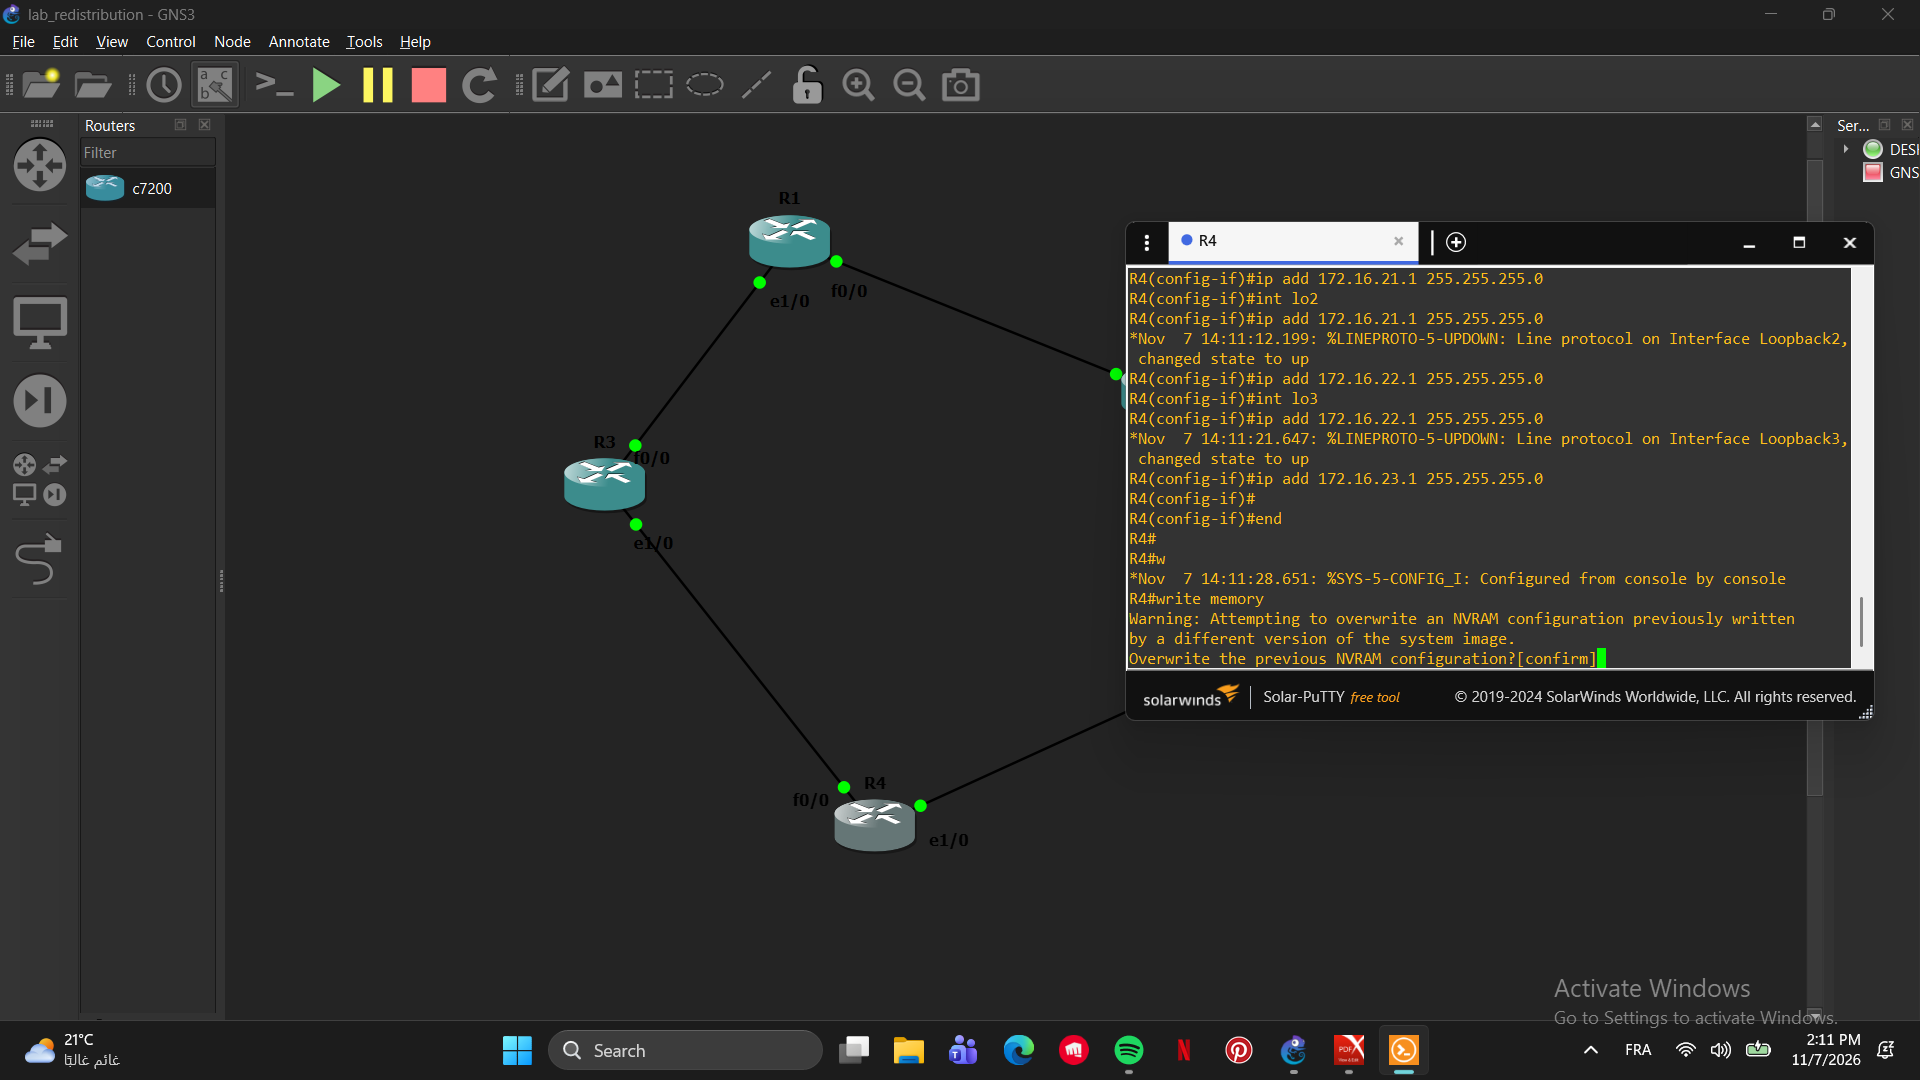 lab_redistribution - GNS3
File Edit View Control Node Annotate Tools Help
Routers
Filter
c7200
Ser...
DESH
GNS
R1
e1/0
f0/0
R3
f0/0
e1/0
R4
f0/0
e1/0
R4
R4(config-if)#ip add 172.16.21.1 255.255.255.0
R4(config-if)#int lo2
R4(config-if)#ip add 172.16.21.1 255.255.255.0
*Nov  7 14:11:12.199: %LINEPROTO-5-UPDOWN: Line protocol on Interface Loopback2,
changed state to up
R4(config-if)#ip add 172.16.22.1 255.255.255.0
R4(config-if)#int lo3
R4(config-if)#ip add 172.16.22.1 255.255.255.0
*Nov  7 14:11:21.647: %LINEPROTO-5-UPDOWN: Line protocol on Interface Loopback3,
changed state to up
R4(config-if)#ip add 172.16.23.1 255.255.255.0
R4(config-if)#
R4(config-if)#end
R4#
R4#w
*Nov  7 14:11:28.651: %SYS-5-CONFIG_I: Configured from console by console
R4#write memory
Warning: Attempting to overwrite an NVRAM configuration previously written
by a different version of the system image.
Overwrite the previous NVRAM configuration?[confirm]
solarwinds Solar-PuTTY free tool © 2019-2024 SolarWinds Worldwide, LLC. All rights reserved.
Activate Windows
Go to Settings to activate Windows.
21°C
غائم غالبًا
Search
FRA
2:11 PM
11/7/2026